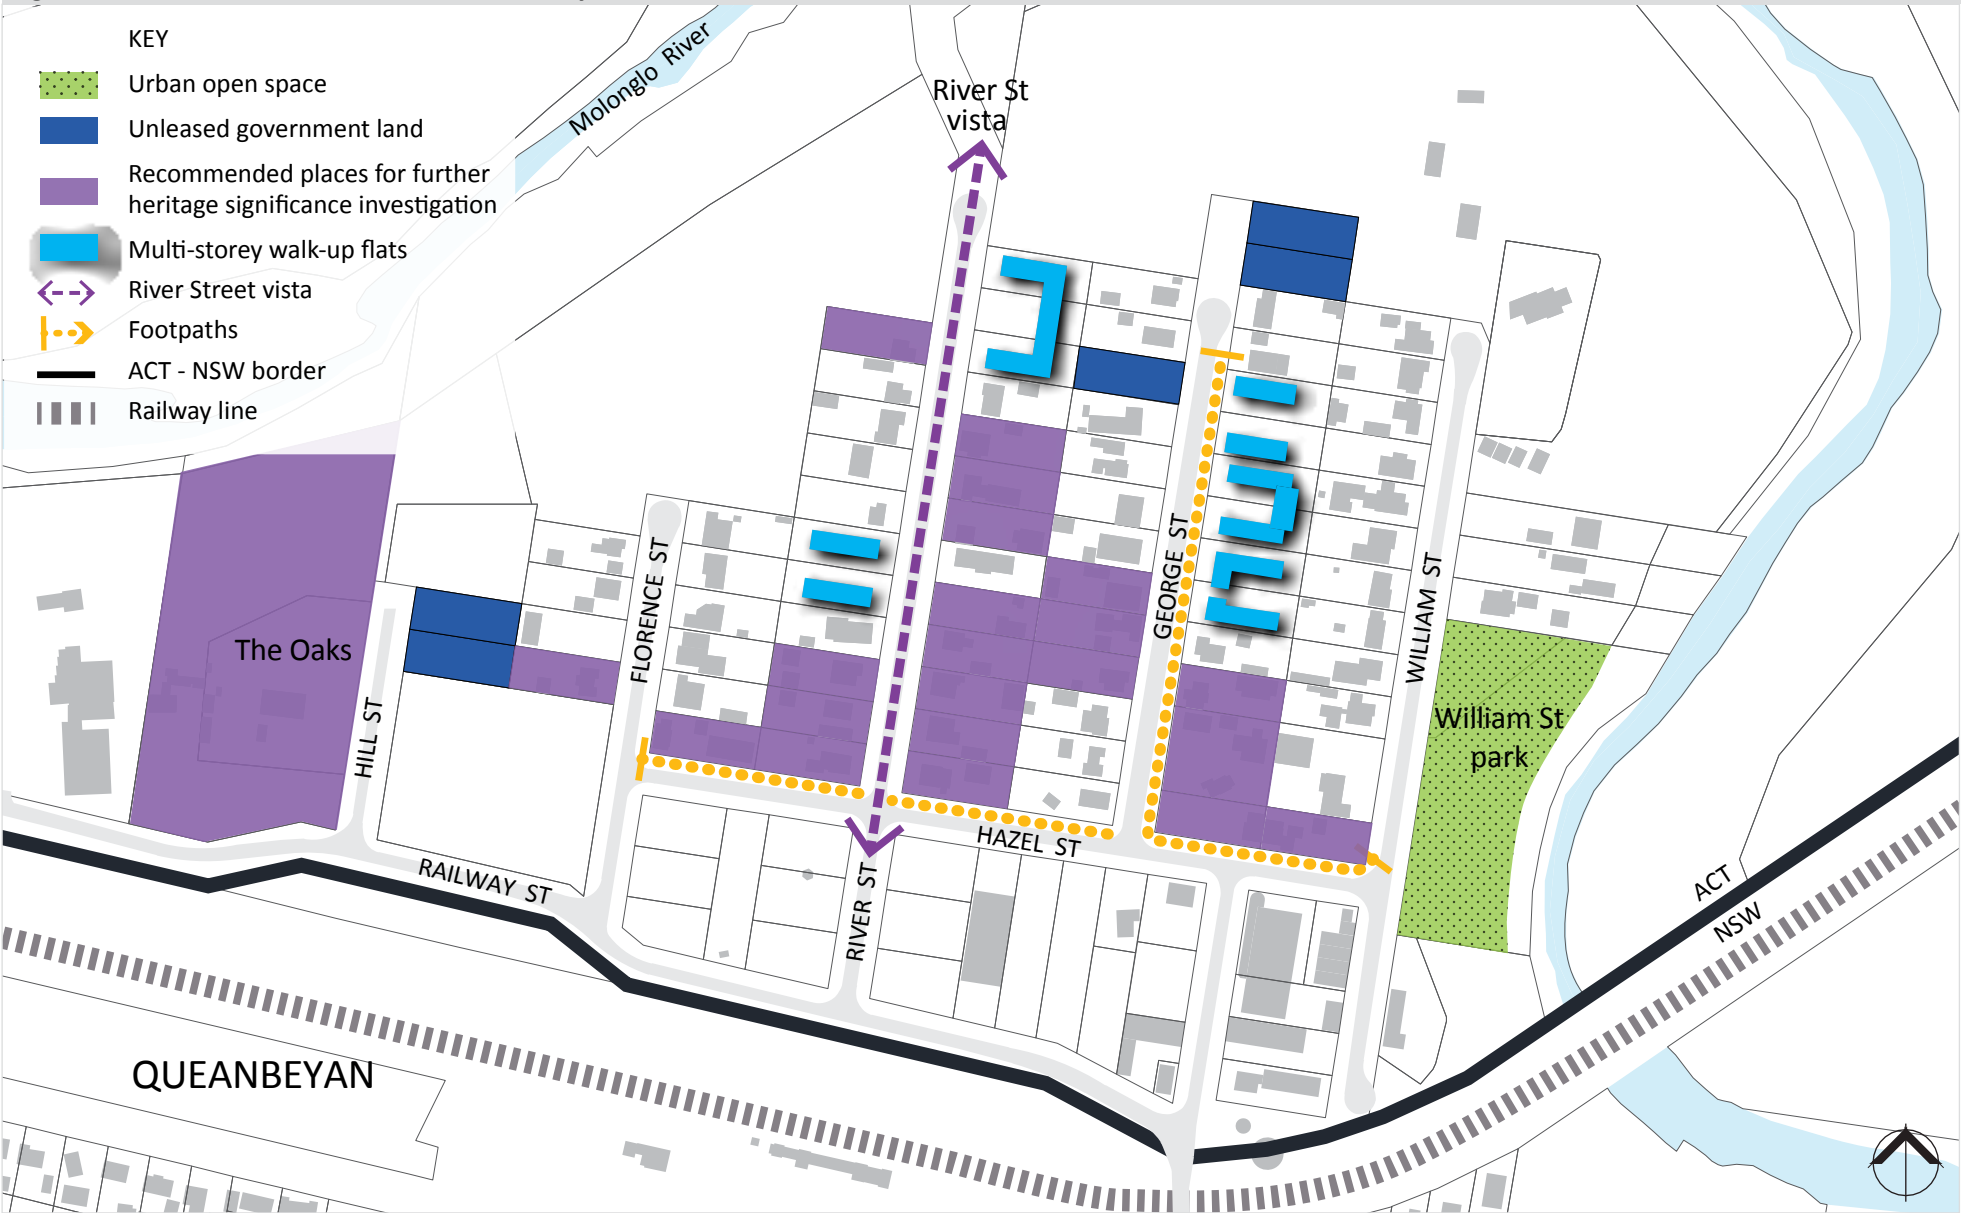 KEY
Urban open space
Unleased government land
Recommended places for further
heritage significance investigation
Multi-storey walk-up flats
River Street vista
Footpaths
ACT - NSW border
Railway line
Molonglo River
River St
vista
The Oaks
HILL ST
FLORENCE ST
GEORGE ST
WILLIAM ST
William St
park
HAZEL ST
RAILWAY ST
RIVER ST
ACT
NSW
QUEANBEYAN